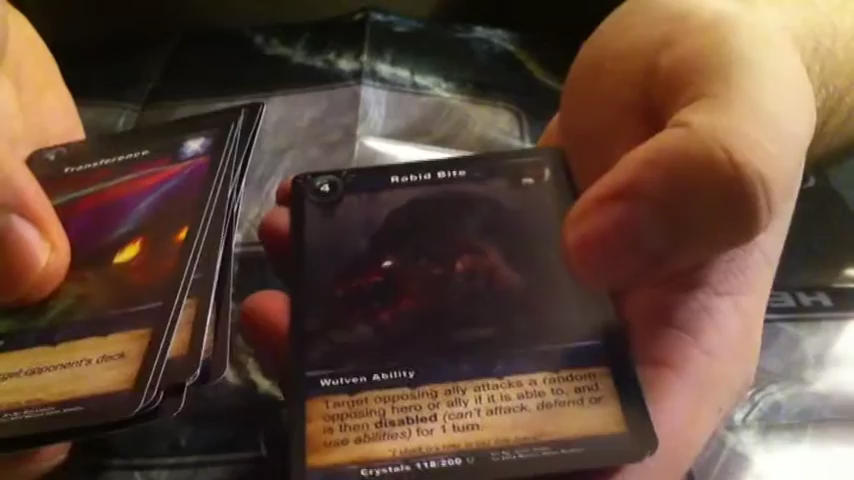 Transference
get opponent's deck.
4
Rabid Bite
Wulven Ability
Target opposing ally attacks a random
opposing hero or ally if it is able to, and
is then disabled (can't attack, defend or
use abilities) for 1 turn.
Crystals 118/200 U
HE